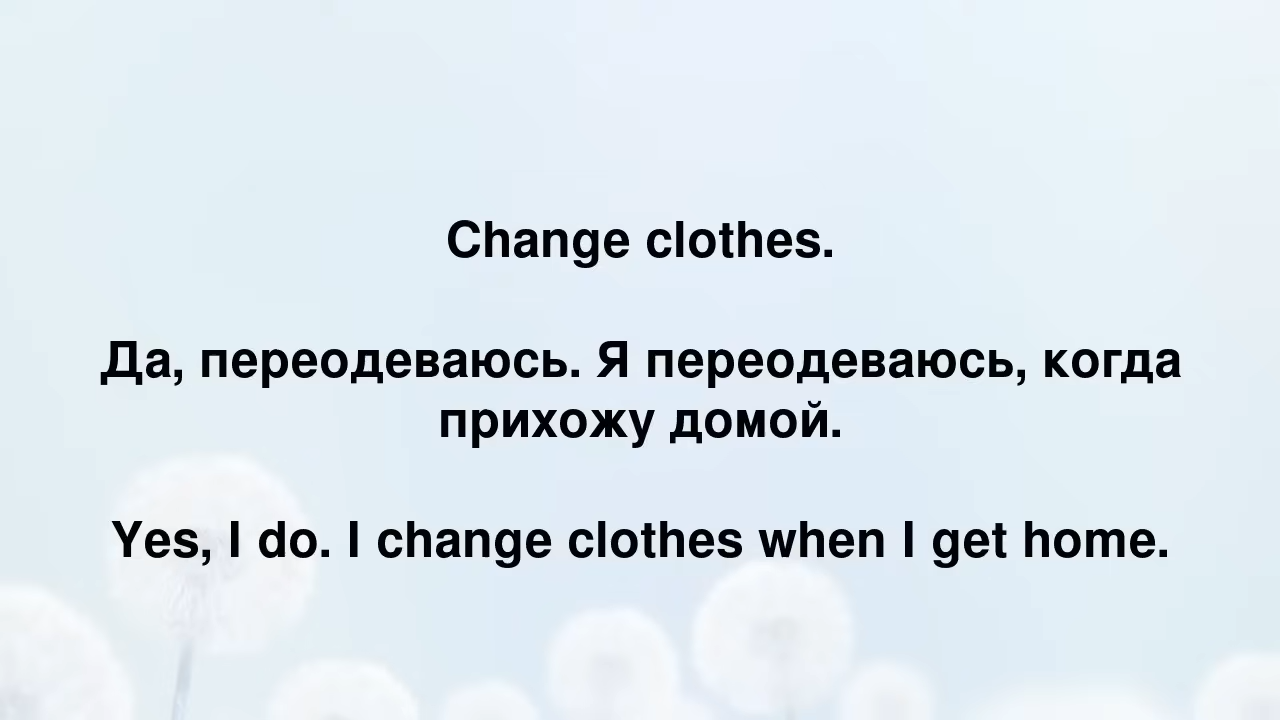 Change clothes.
Да, переодеваюсь. Я переодеваюсь, когда
прихожу домой.
Yes, I do. I change clothes when I get home.